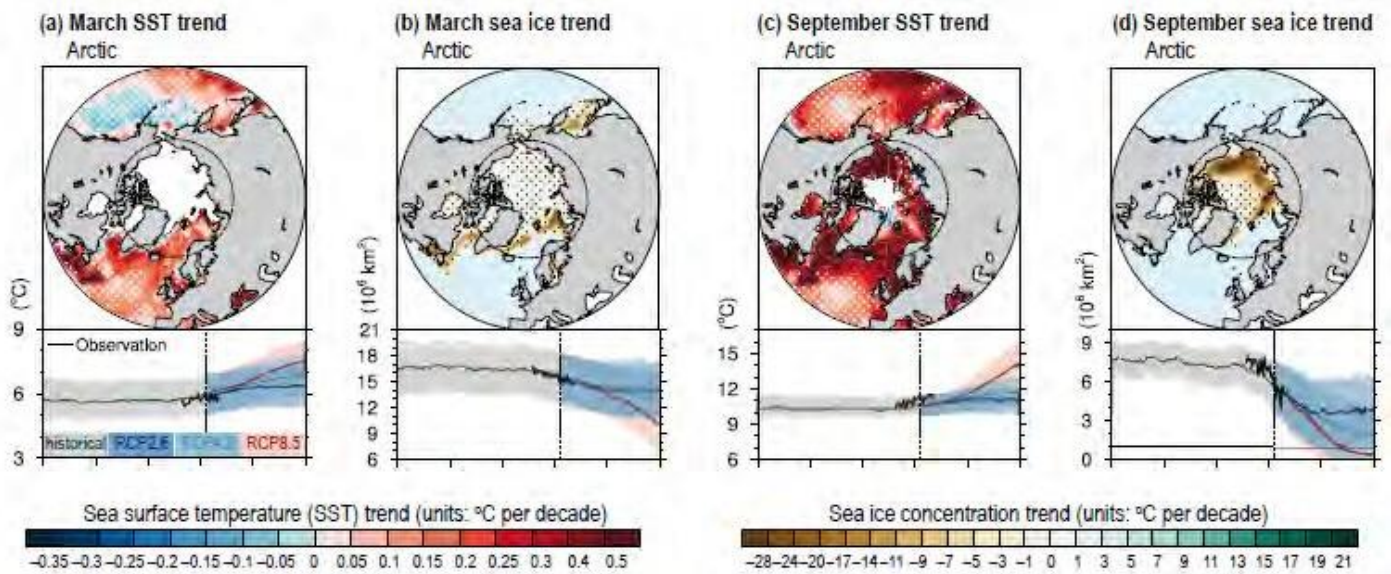 (a) March SST trend
Arctic
(°C)
9
6
3
Observation
historical RCP2.6 RCP8.5
(b) March sea ice trend
Arctic
(10⁶ km²)
21
18
15
12
9
6
(c) September SST trend
Arctic
(°C)
15
12
9
6
(d) September sea ice trend
Arctic
(10⁶ km²)
9
6
3
0
Sea surface temperature (SST) trend (units: °C per decade)
−0.35 −0.3 −0.25 −0.2 −0.15 −0.1 −0.05 0 0.05 0.1 0.15 0.2 0.25 0.3 0.4 0.5
Sea ice concentration trend (units: °C per decade)
−28 −24 −20 −17 −14 −11 −9 −7 −5 −3 −1 1 3 5 7 9 11 13 15 17 19 21